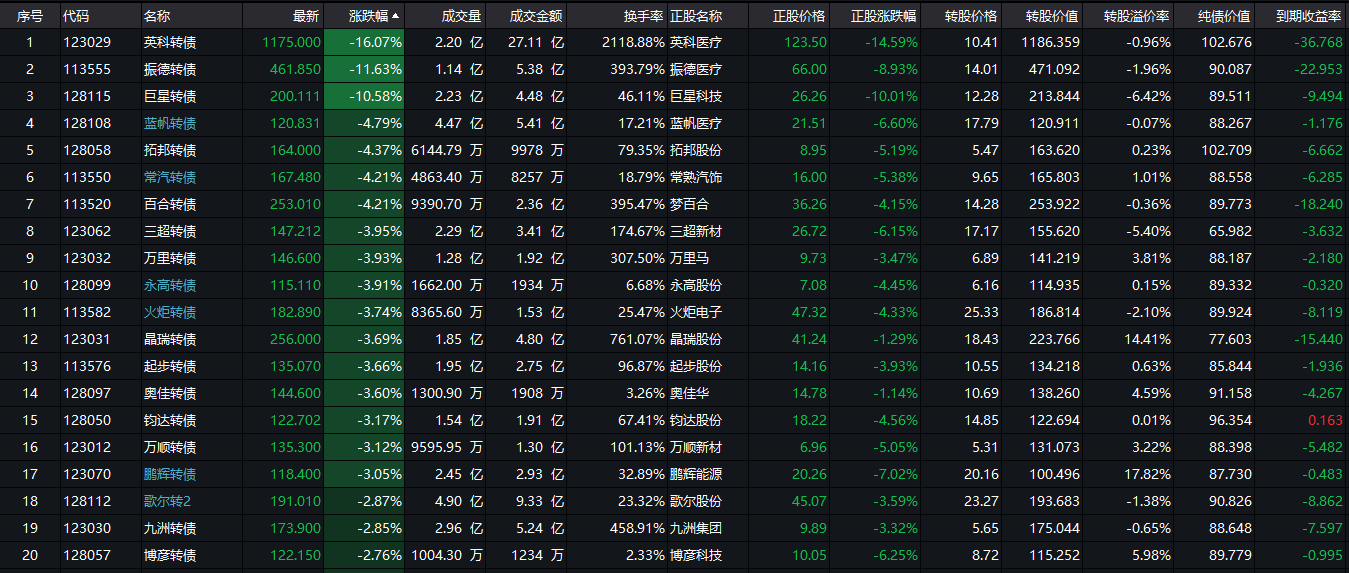 序号 代码 名称 最新 涨跌幅 成交量 成交金额 换手率 正股名称 正股价格 正股涨跌幅 转股价格 转股价值 转股溢价率 纯债价值 到期收益率
1 123029 英科转债 1175.000 -16.07% 2.20 亿 27.11 亿 2118.88% 英科医疗 123.50 -14.59% 10.41 1186.359 -0.96% 102.676 -36.768
2 113555 振德转债 461.850 -11.63% 1.14 亿 5.38 亿 393.79% 振德医疗 66.00 -8.93% 14.01 471.092 -1.96% 90.087 -22.953
3 128115 巨星转债 200.111 -10.58% 2.23 亿 4.48 亿 46.11% 巨星科技 26.26 -10.01% 12.28 213.844 -6.42% 89.511 -9.494
4 128108 蓝帆转债 120.831 -4.79% 4.47 亿 5.41 亿 17.21% 蓝帆医疗 21.51 -6.60% 17.79 120.911 -0.07% 88.267 -1.176
5 128058 拓邦转债 164.000 -4.37% 6144.79 万 9978 万 79.35% 拓邦股份 8.95 -5.19% 5.47 163.620 0.23% 102.709 -6.662
6 113550 常汽转债 167.480 -4.21% 4863.40 万 8257 万 18.79% 常熟汽饰 16.00 -5.38% 9.65 165.803 1.01% 88.558 -6.285
7 113520 百合转债 253.010 -4.21% 9390.70 万 2.36 亿 395.47% 梦百合 36.26 -4.15% 14.28 253.922 -0.36% 89.773 -18.240
8 123062 三超转债 147.212 -3.95% 2.29 亿 3.41 亿 174.67% 三超新材 26.72 -6.15% 17.17 155.620 -5.40% 65.982 -3.632
9 123032 万里转债 146.600 -3.93% 1.28 亿 1.92 亿 307.50% 万里马 9.73 -3.47% 6.89 141.219 3.81% 88.187 -2.180
10 128099 永高转债 115.110 -3.91% 1662.00 万 1934 万 6.68% 永高股份 7.08 -4.45% 6.16 114.935 0.15% 89.332 -0.320
11 113582 火炬转债 182.890 -3.74% 8365.60 万 1.53 亿 25.47% 火炬电子 47.32 -4.33% 25.33 186.814 -2.10% 89.924 -8.119
12 123031 晶瑞转债 256.000 -3.69% 1.85 亿 4.80 亿 761.07% 晶瑞股份 41.24 -1.29% 18.43 223.766 14.41% 77.603 -15.440
13 113576 起步转债 135.070 -3.66% 1.95 亿 2.75 亿 96.87% 起步股份 14.16 -3.93% 10.55 134.218 0.63% 85.844 -1.936
14 128097 奥佳转债 144.600 -3.60% 1300.90 万 1908 万 3.26% 奥佳华 14.78 -1.14% 10.69 138.260 4.59% 91.158 -4.267
15 128050 钧达转债 122.702 -3.17% 1.54 亿 1.91 亿 67.41% 钧达股份 18.22 -4.56% 14.85 122.694 0.01% 96.354 0.163
16 123012 万顺转债 135.300 -3.12% 9595.95 万 1.30 亿 101.13% 万顺新材 6.96 -5.05% 5.31 131.073 3.22% 88.398 -5.482
17 123070 鹏辉转债 118.400 -3.05% 2.45 亿 2.93 亿 32.89% 鹏辉能源 20.26 -7.02% 20.16 100.496 17.82% 87.730 -0.483
18 128112 歌尔转2 191.010 -2.87% 4.90 亿 9.33 亿 23.32% 歌尔股份 45.07 -3.59% 23.27 193.683 -1.38% 90.826 -8.862
19 123030 九洲转债 173.900 -2.85% 2.96 亿 5.24 亿 458.91% 九洲集团 9.89 -3.32% 5.65 175.044 -0.65% 88.648 -7.597
20 128057 博彦转债 122.150 -2.76% 1004.30 万 1234 万 2.33% 博彦科技 10.05 -6.25% 8.72 115.252 5.98% 89.779 -0.995